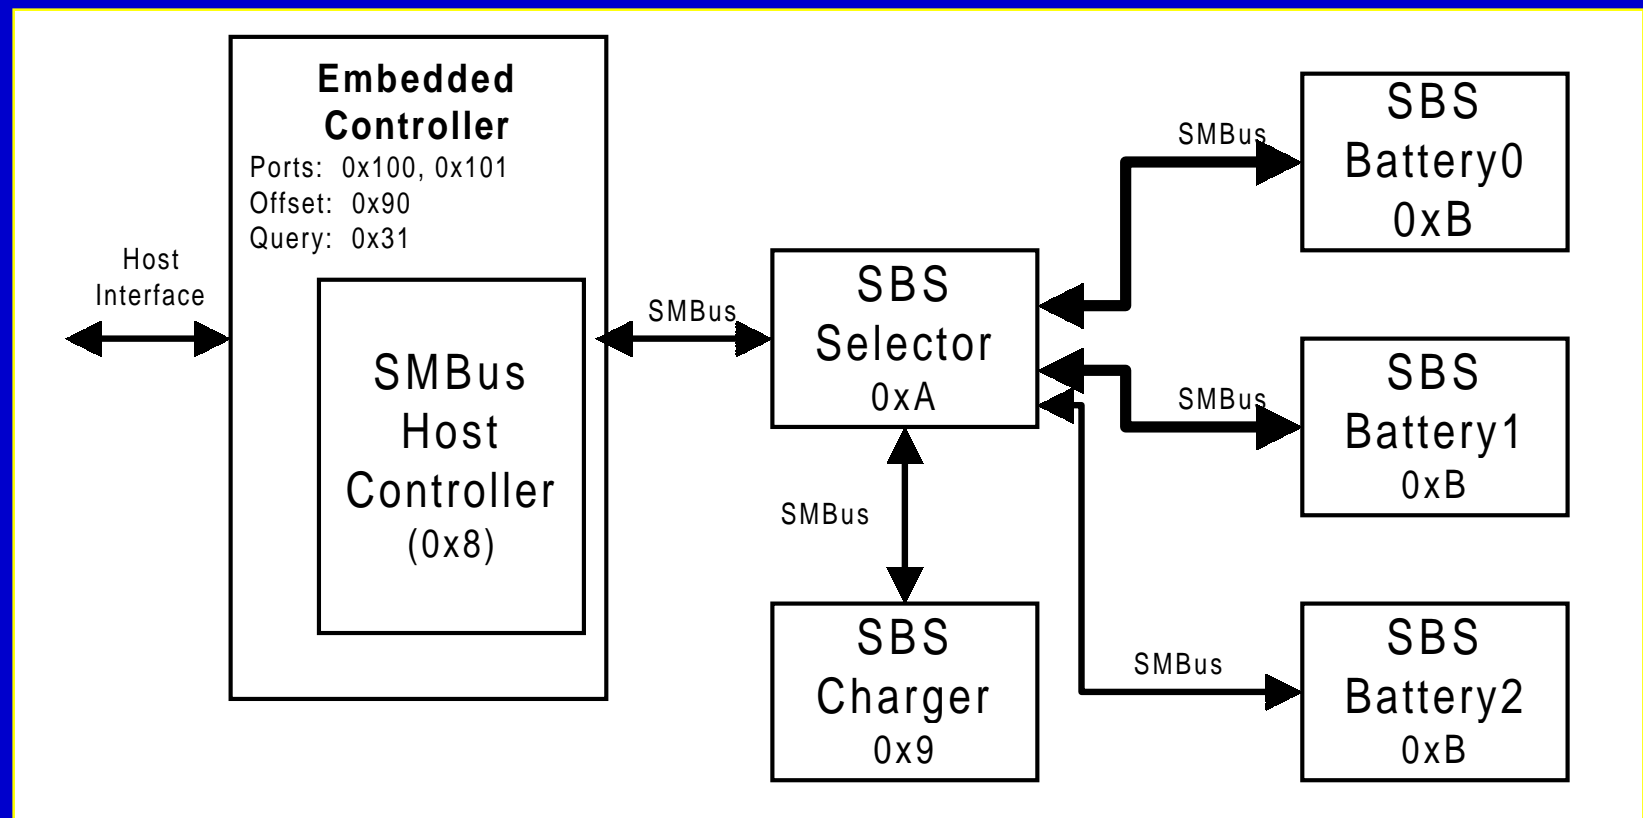 Embedded
Controller
Ports: 0x100, 0x101
Offset: 0x90
Query: 0x31
Host
Interface
SMBus
Host
Controller
(0x8)
SMBus
SBS
Selector
0xA
SMBus
SBS
Charger
0x9
SMBus
SBS
Battery0
0xB
SMBus
SBS
Battery1
0xB
SMBus
SBS
Battery2
0xB